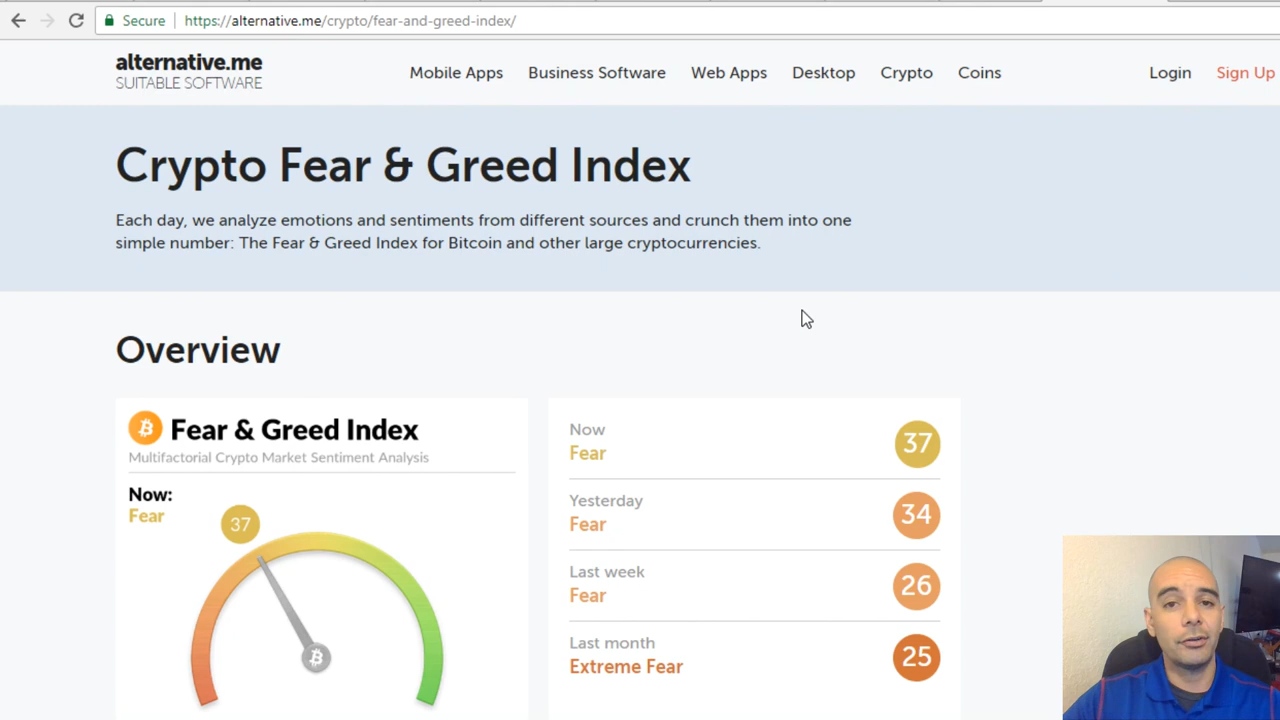 Secure https://alternative.me/crypto/fear-and-greed-index/
alternative.me
SUITABLE SOFTWARE
Mobile Apps Business Software Web Apps Desktop Crypto Coins Login Sign Up
Crypto Fear & Greed Index
Each day, we analyze emotions and sentiments from different sources and crunch them into one
simple number: The Fear & Greed Index for Bitcoin and other large cryptocurrencies.
Overview
Fear & Greed Index
Multifactorial Crypto Market Sentiment Analysis
Now:
Fear
37
Now
Fear
37
Yesterday
Fear
34
Last week
Fear
26
Last month
Extreme Fear
25